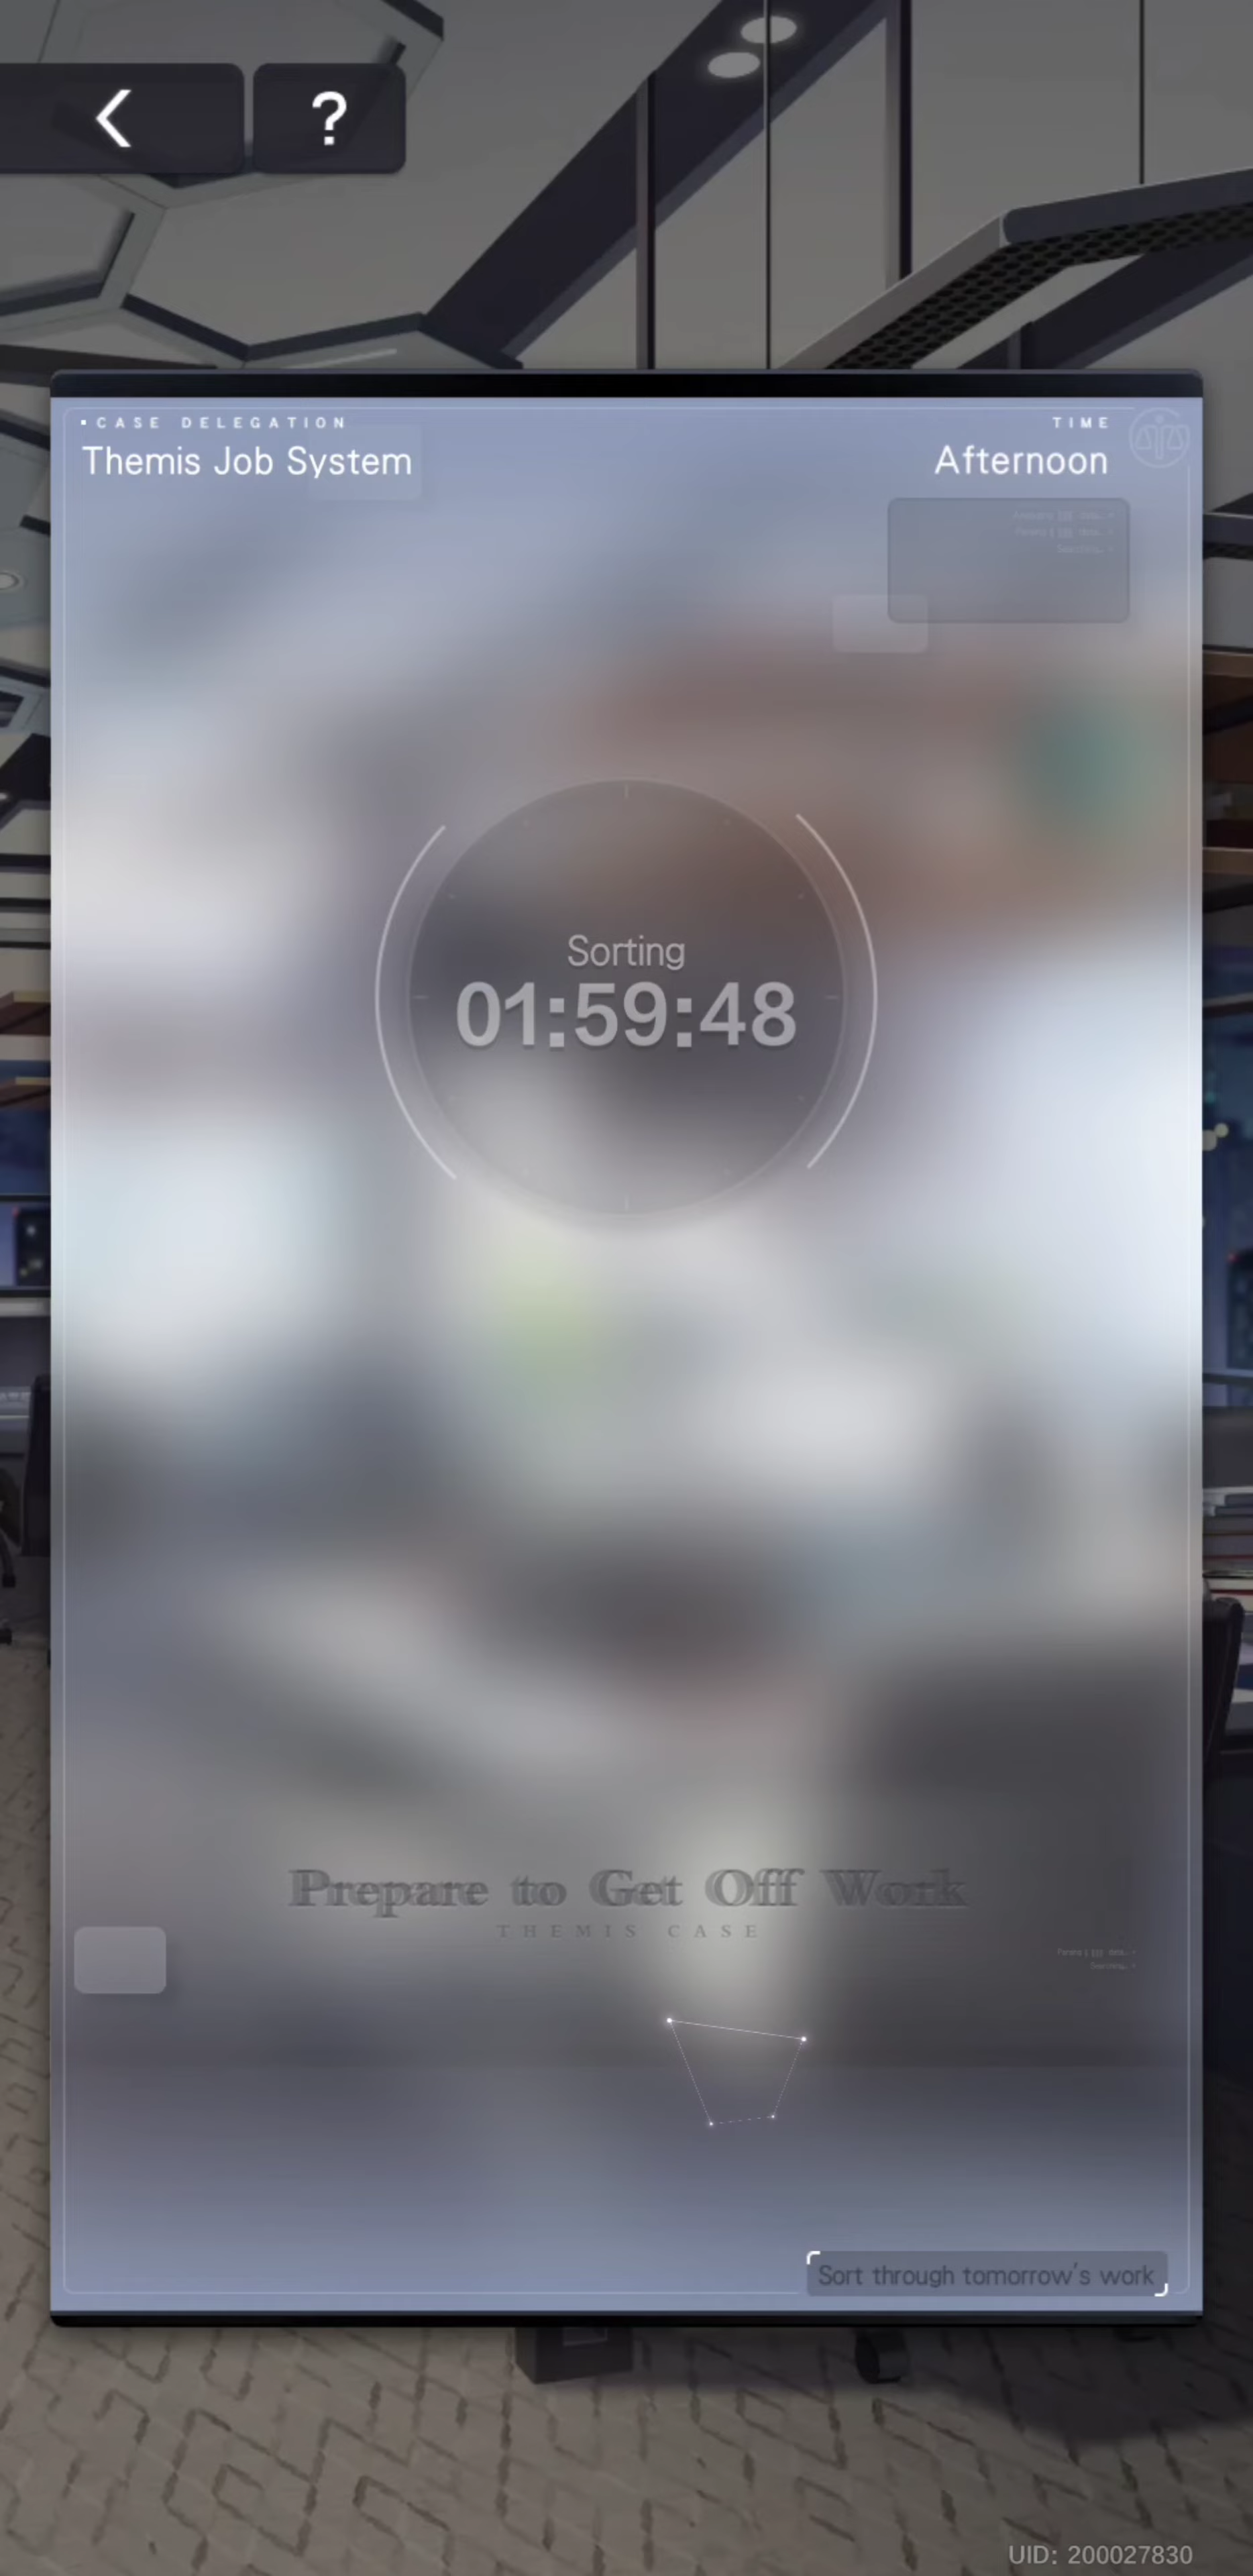 ?
CASE DELEGATION
Themis Job System
TIME
Afternoon
Sorting
01:59:48
Prepare to Get Off Work
THEMIS CASE
Sort through tomorrow's work
UID: 200027830